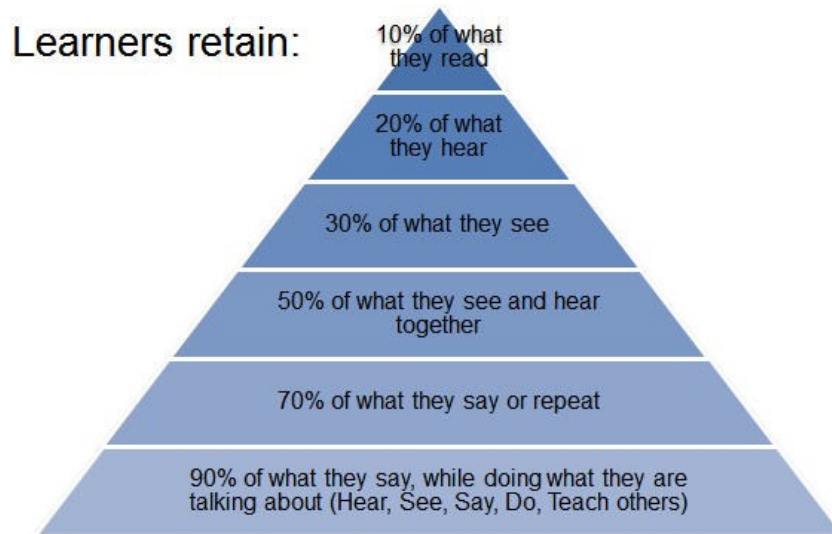 Learners retain:
10% of what
they read
20% of what
they hear
30% of what they see
50% of what they see and hear
together
70% of what they say or repeat
90% of what they say, while doing what they are
talking about (Hear, See, Say, Do, Teach others)